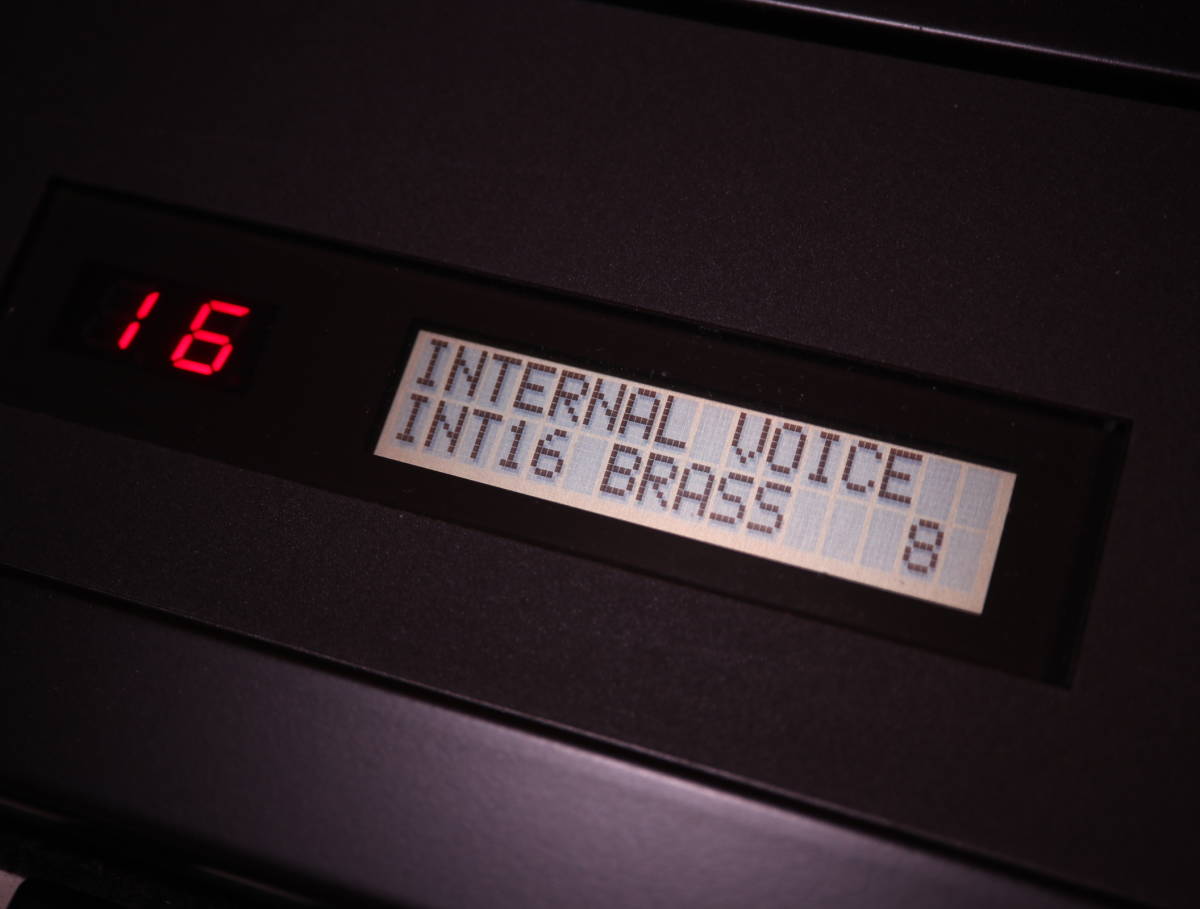 16
INTERNAL VOICE
INT16 BRASS   8